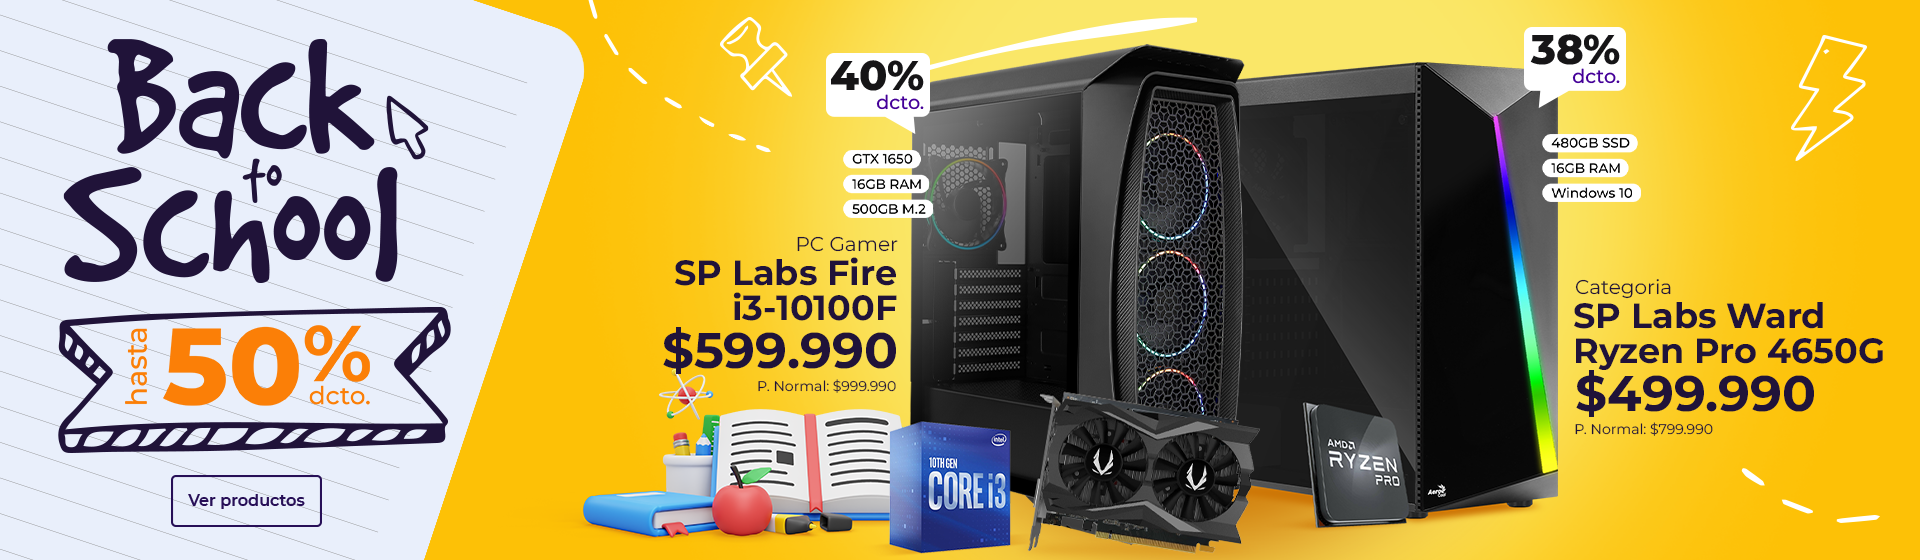 Back
to
School
hasta
50%
dcto.
Ver productos
40%
dcto.
GTX 1650
16GB RAM
500GB M.2
PC Gamer
SP Labs Fire
i3-10100F
$599.990
P. Normal: $999.990
intel
10TH GEN
CORE i3
38%
dcto.
480GB SSD
16GB RAM
Windows 10
Categoria
SP Labs Ward
Ryzen Pro 4650G
$499.990
P. Normal: $799.990
AMD
RYZEN
PRO
Aero
cool